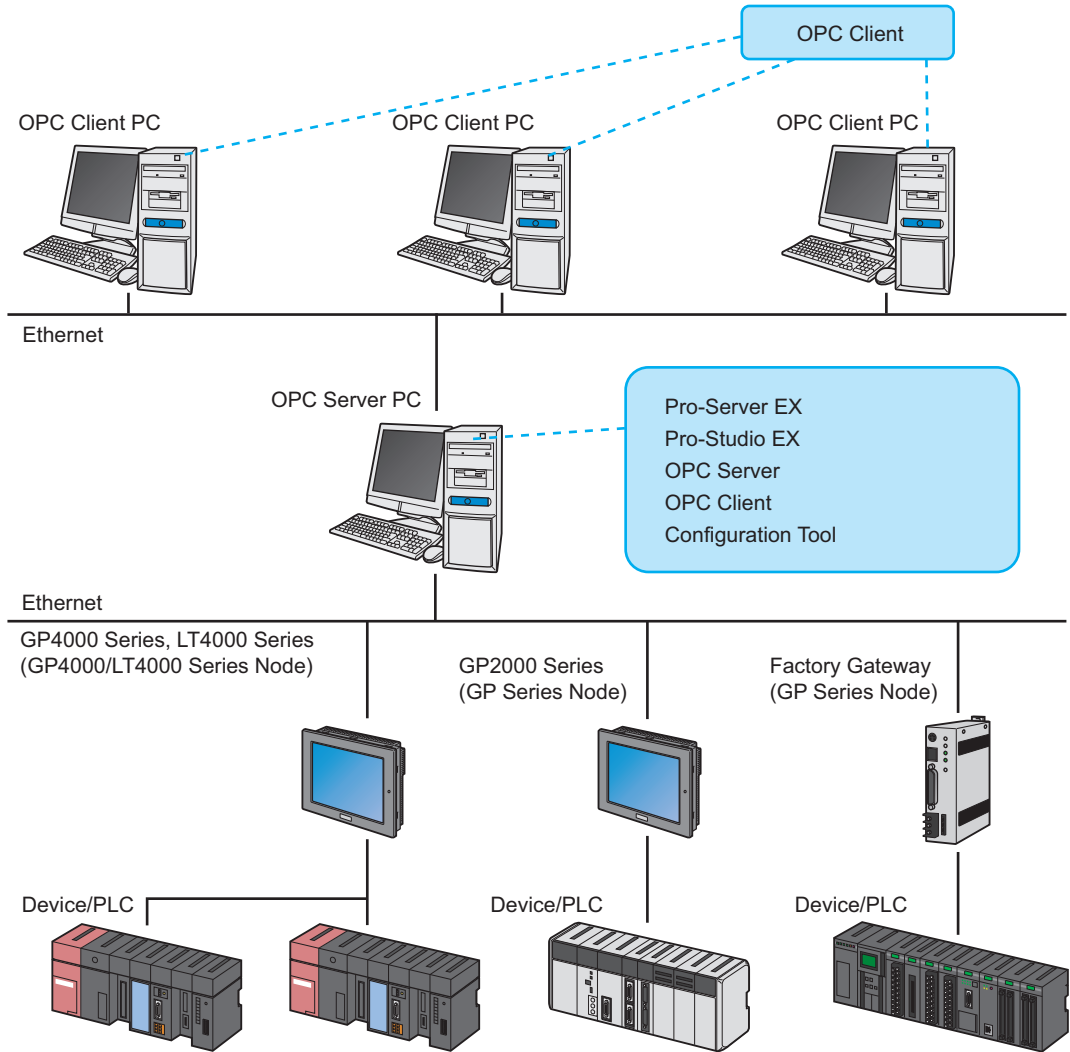 OPC Client
OPC Client PC
OPC Client PC
OPC Client PC
Ethernet
OPC Server PC
Pro-Server EX
Pro-Studio EX
OPC Server
OPC Client
Configuration Tool
Ethernet
GP4000 Series, LT4000 Series
(GP4000/LT4000 Series Node)
GP2000 Series
(GP Series Node)
Factory Gateway
(GP Series Node)
Device/PLC
Device/PLC
Device/PLC